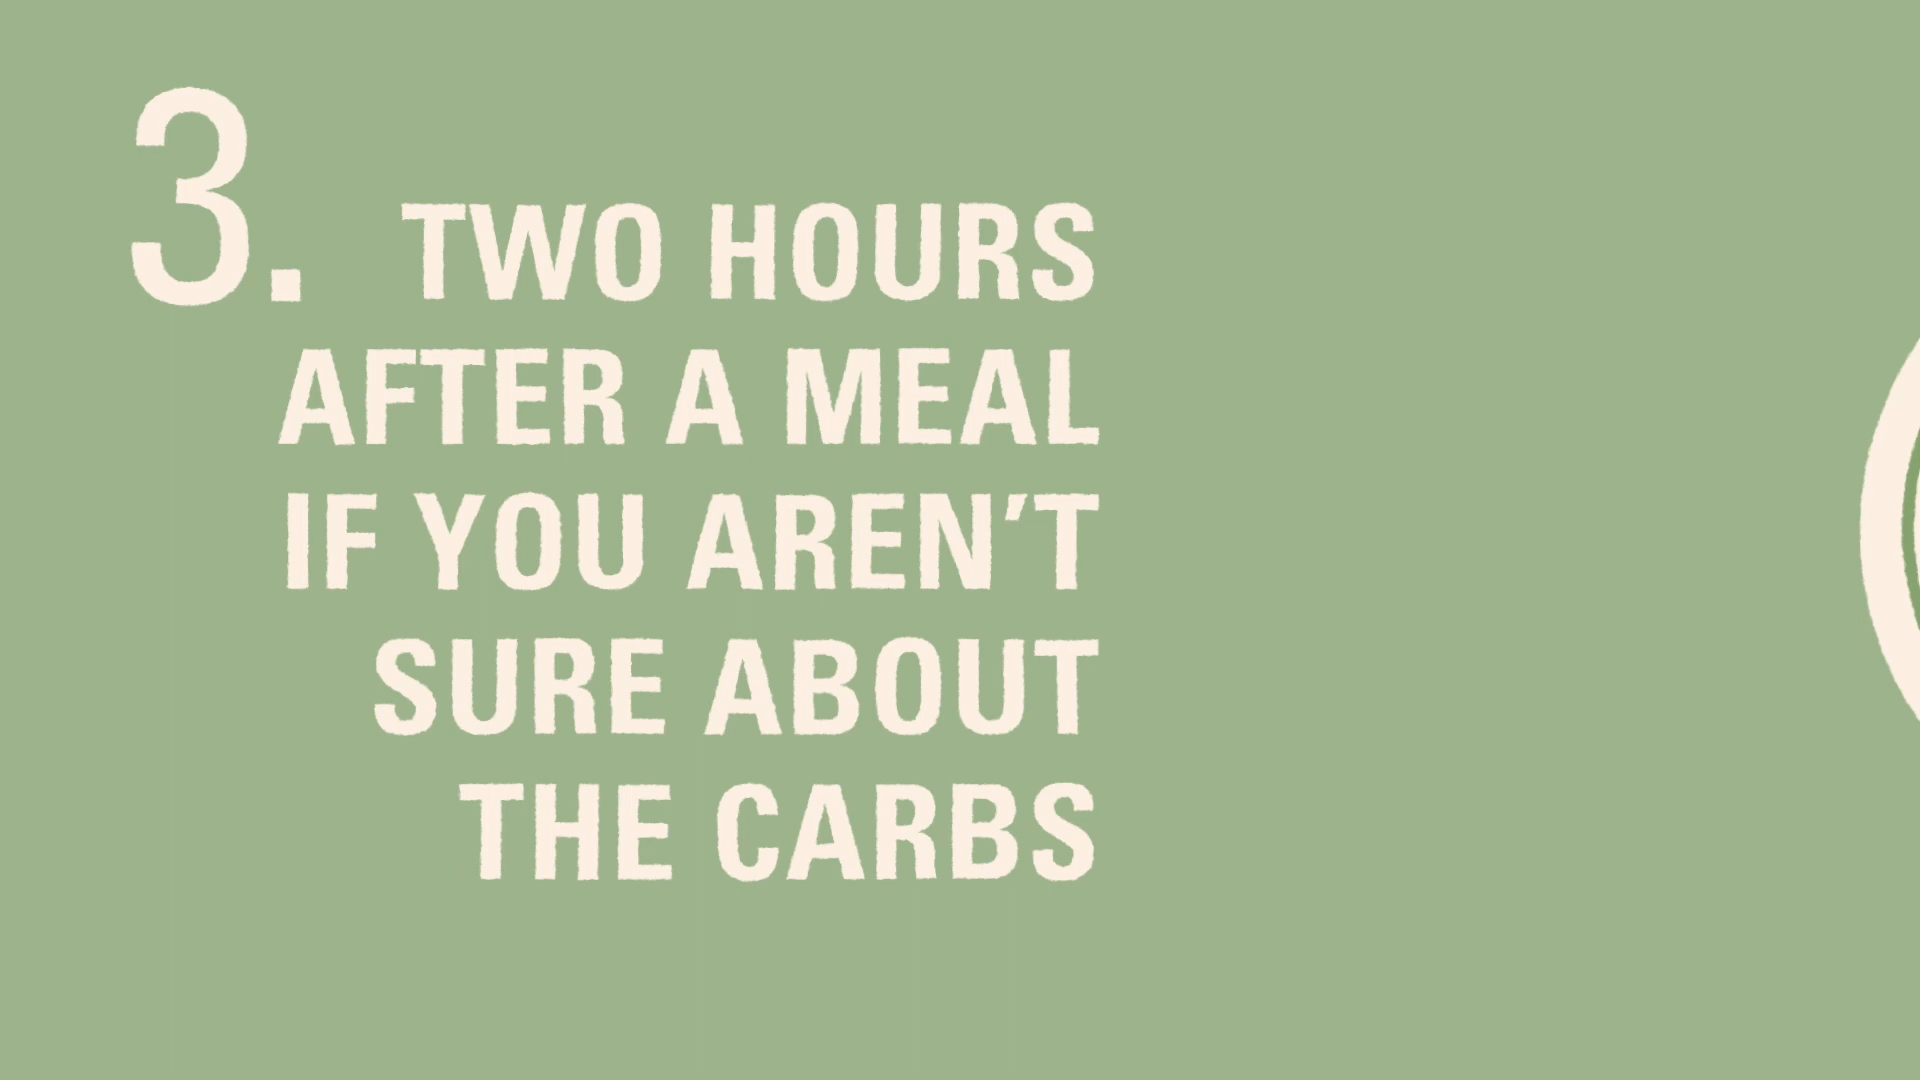 3. TWO HOURS
AFTER A MEAL
IF YOU AREN’T
SURE ABOUT
THE CARBS